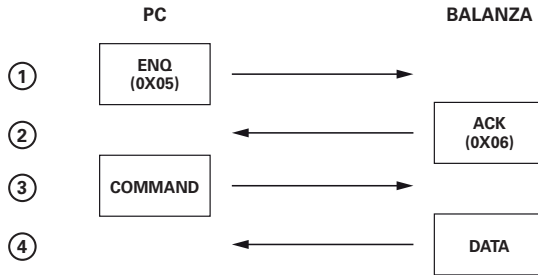 PC BALANZA
1 ENQ
(0X05)
2 ACK
(0X06)
3 COMMAND
4 DATA